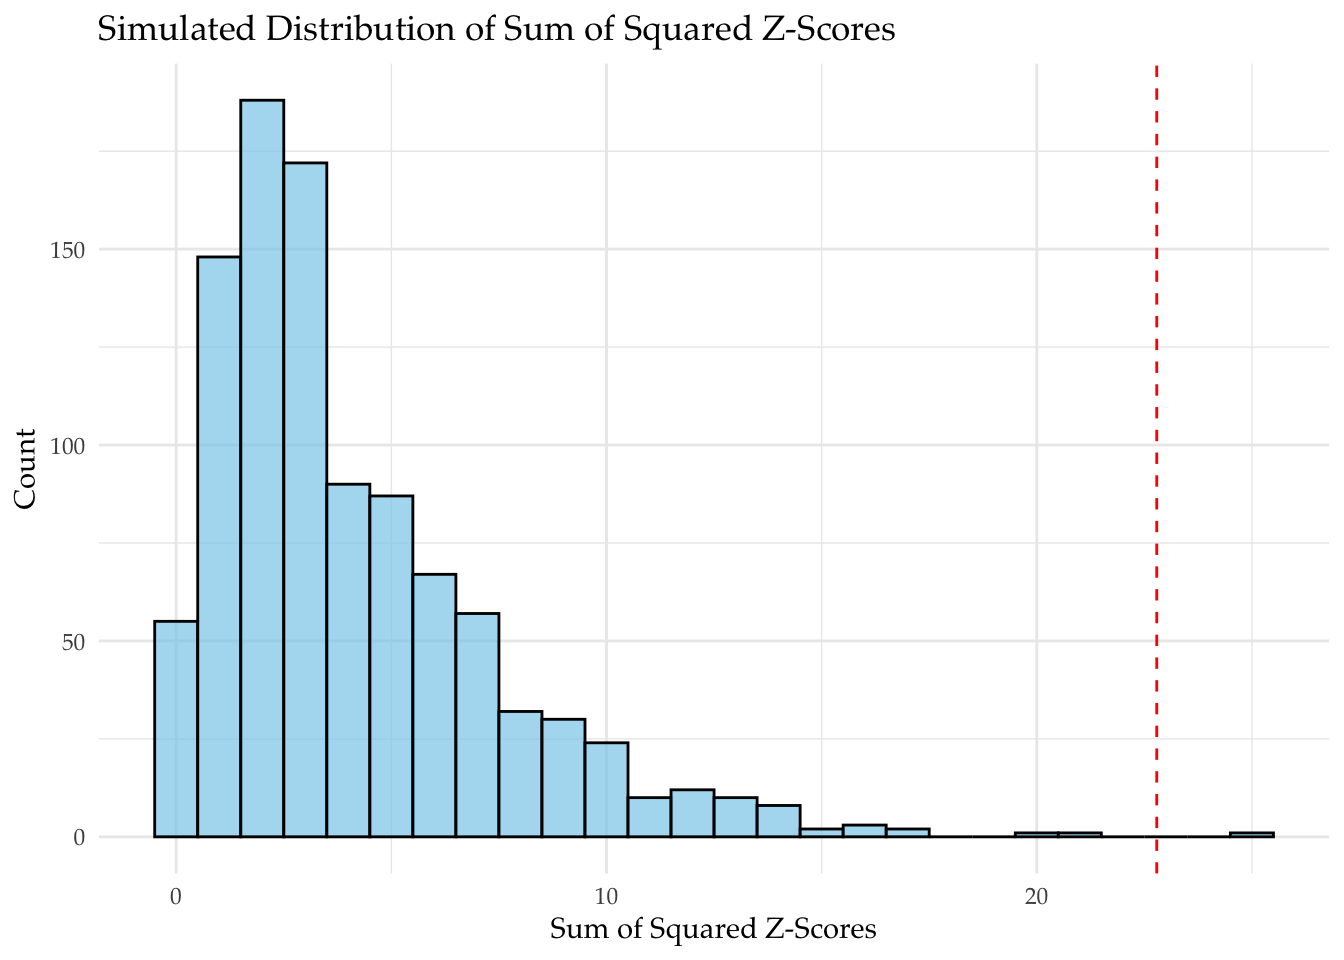 Simulated Distribution of Sum of Squared Z-Scores
Count
150
100
50
0
0 10 20
Sum of Squared Z-Scores